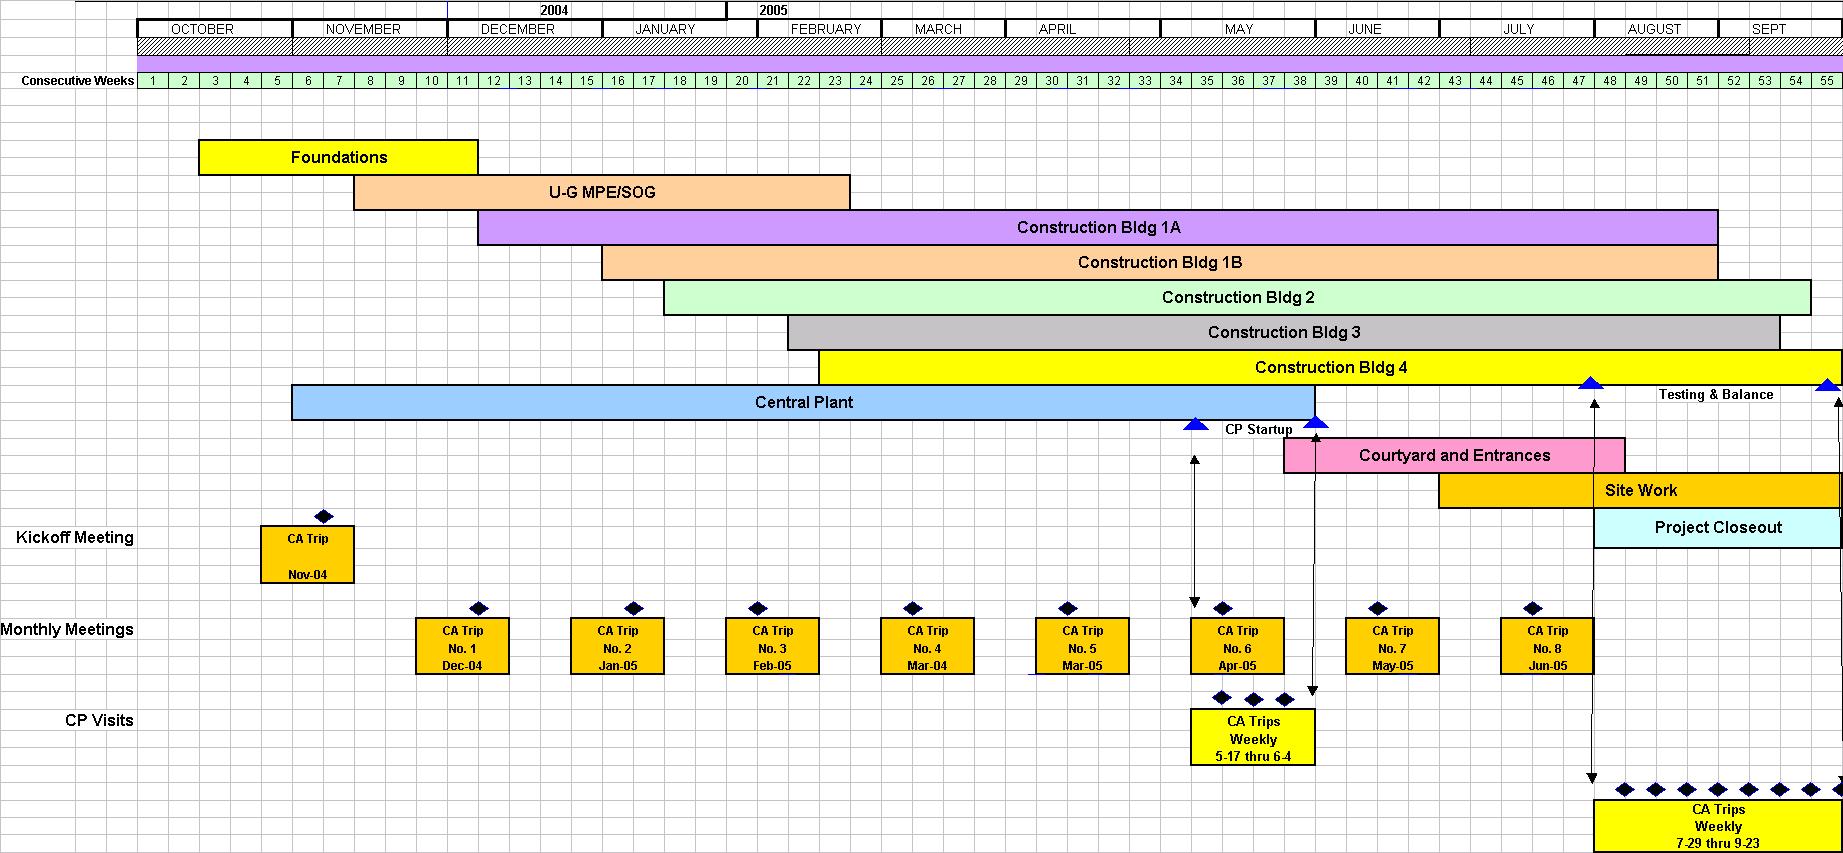 2004 2005
OCTOBER NOVEMBER DECEMBER JANUARY FEBRUARY MARCH APRIL MAY JUNE JULY AUGUST SEPT
Consecutive Weeks 1 2 3 4 5 6 7 8 9 10 11 12 13 14 15 16 17 18 19 20 21 22 23 24 25 26 27 28 29 30 31 32 33 34 35 36 37 38 39 40 41 42 43 44 45 46 47 48 49 50 51 52 53 54 55
Foundations
U-G MPE/SOG
Construction Bldg 1A
Construction Bldg 1B
Construction Bldg 2
Construction Bldg 3
Construction Bldg 4
Testing & Balance
Central Plant
CP Startup
Courtyard and Entrances
Site Work
Project Closeout
Kickoff Meeting
CA Trip
Nov-04
Monthly Meetings
CA Trip
No. 1
Dec-04
CA Trip
No. 2
Jan-05
CA Trip
No. 3
Feb-05
CA Trip
No. 4
Mar-04
CA Trip
No. 5
Mar-05
CA Trip
No. 6
Apr-05
CA Trip
No. 7
May-05
CA Trip
No. 8
Jun-05
CP Visits
CA Trips
Weekly
5-17 thru 6-4
CA Trips
Weekly
7-29 thru 9-23